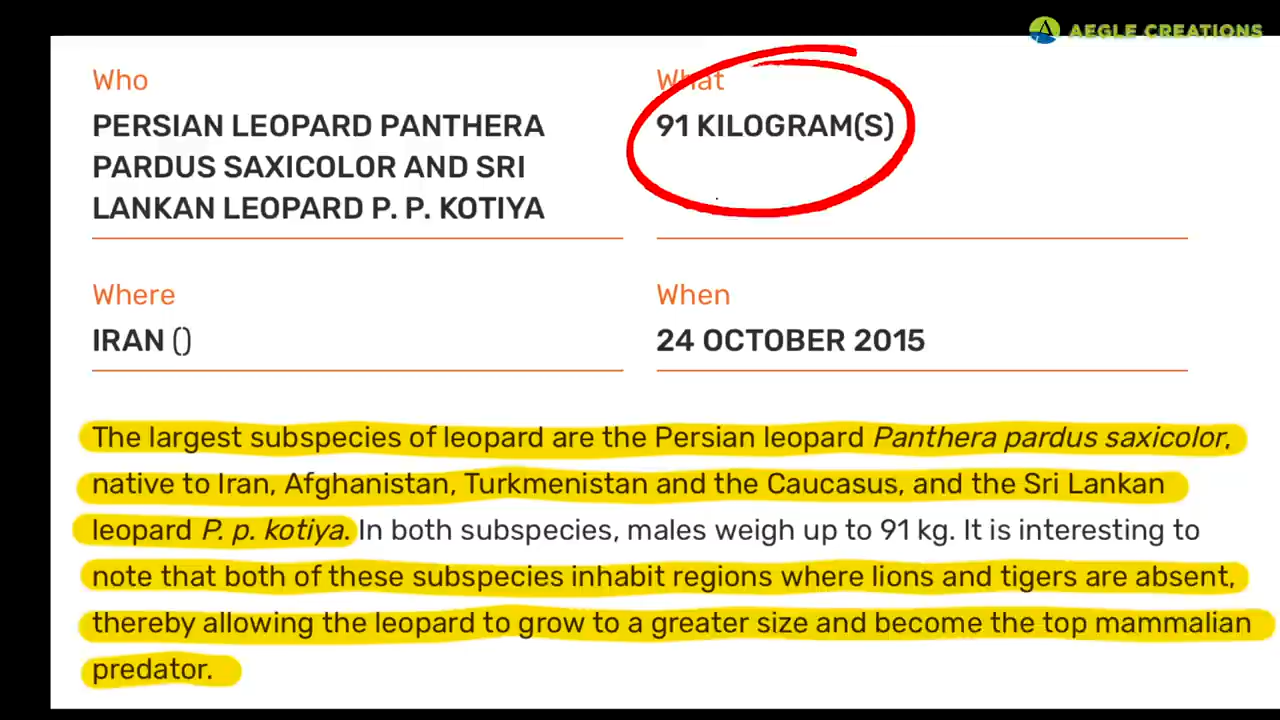 AEGLE CREATIONS
Who
PERSIAN LEOPARD PANTHERA
PARDUS SAXICOLOR AND SRI
LANKAN LEOPARD P. P. KOTIYA
What
91 KILOGRAM(S)
Where
IRAN ()
When
24 OCTOBER 2015
The largest subspecies of leopard are the Persian leopard Panthera pardus saxicolor,
native to Iran, Afghanistan, Turkmenistan and the Caucasus, and the Sri Lankan
leopard P. p. kotiya. In both subspecies, males weigh up to 91 kg. It is interesting to
note that both of these subspecies inhabit regions where lions and tigers are absent,
thereby allowing the leopard to grow to a greater size and become the top mammalian
predator.